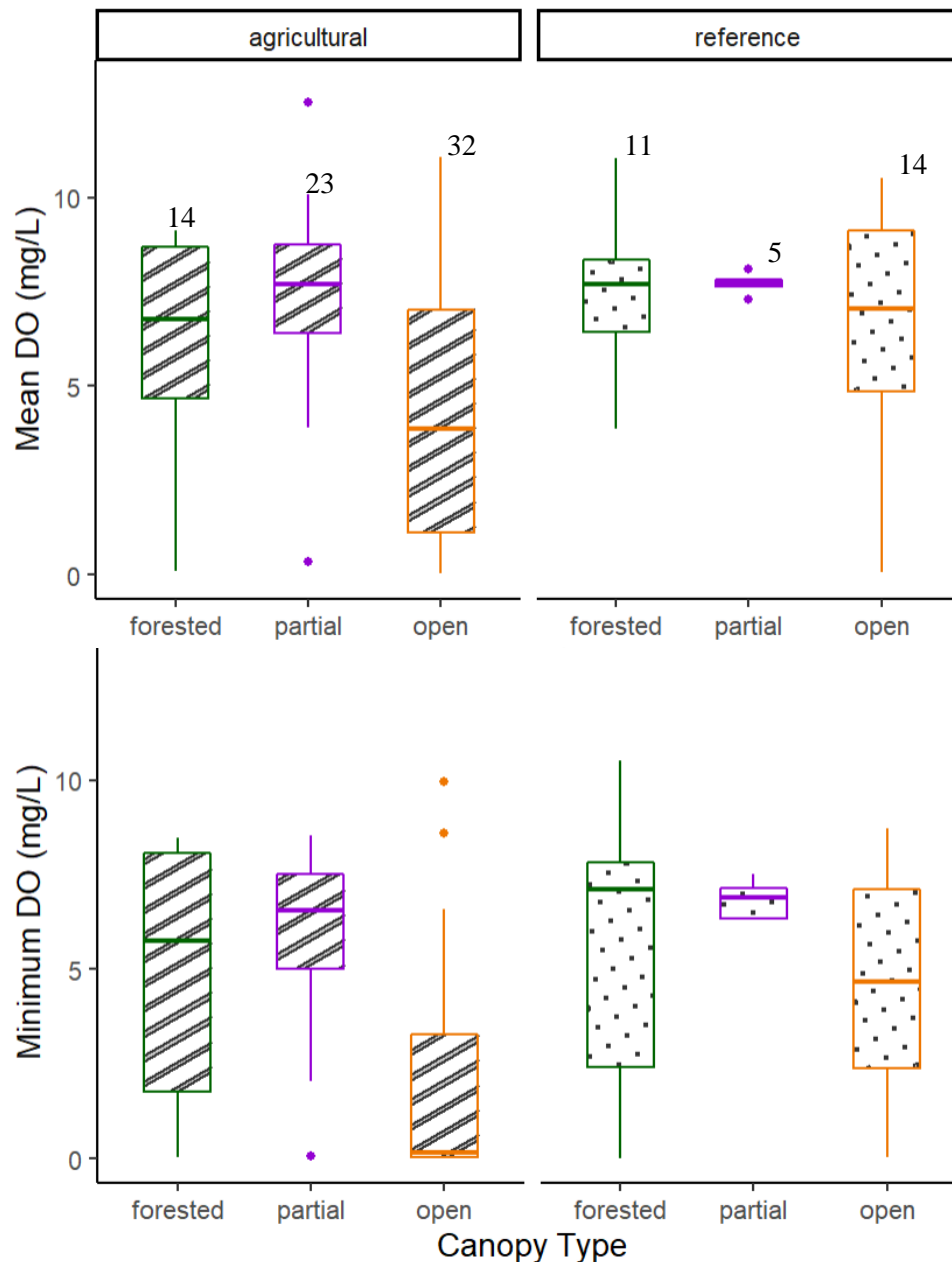 agricultural reference
Mean DO (mg/L)
10
5
0
14
23
32
11
5
14
forested partial open forested partial open
Minimum DO (mg/L)
10
5
0
forested partial open forested partial open
Canopy Type